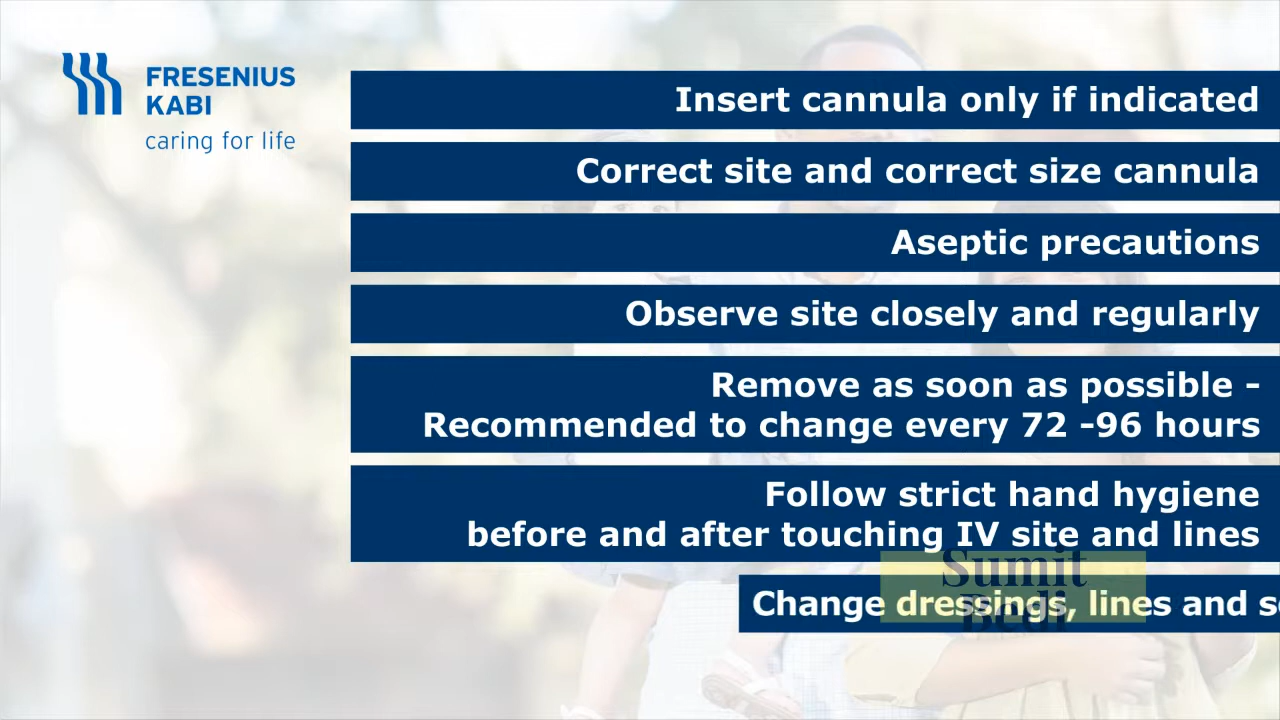 FRESENIUS
KABI
caring for life
Insert cannula only if indicated
Correct site and correct size cannula
Aseptic precautions
Observe site closely and regularly
Remove as soon as possible -
Recommended to change every 72 -96 hours
Follow strict hand hygiene
before and after touching IV site and lines
Change dressings, lines and
Sumit
Bedi